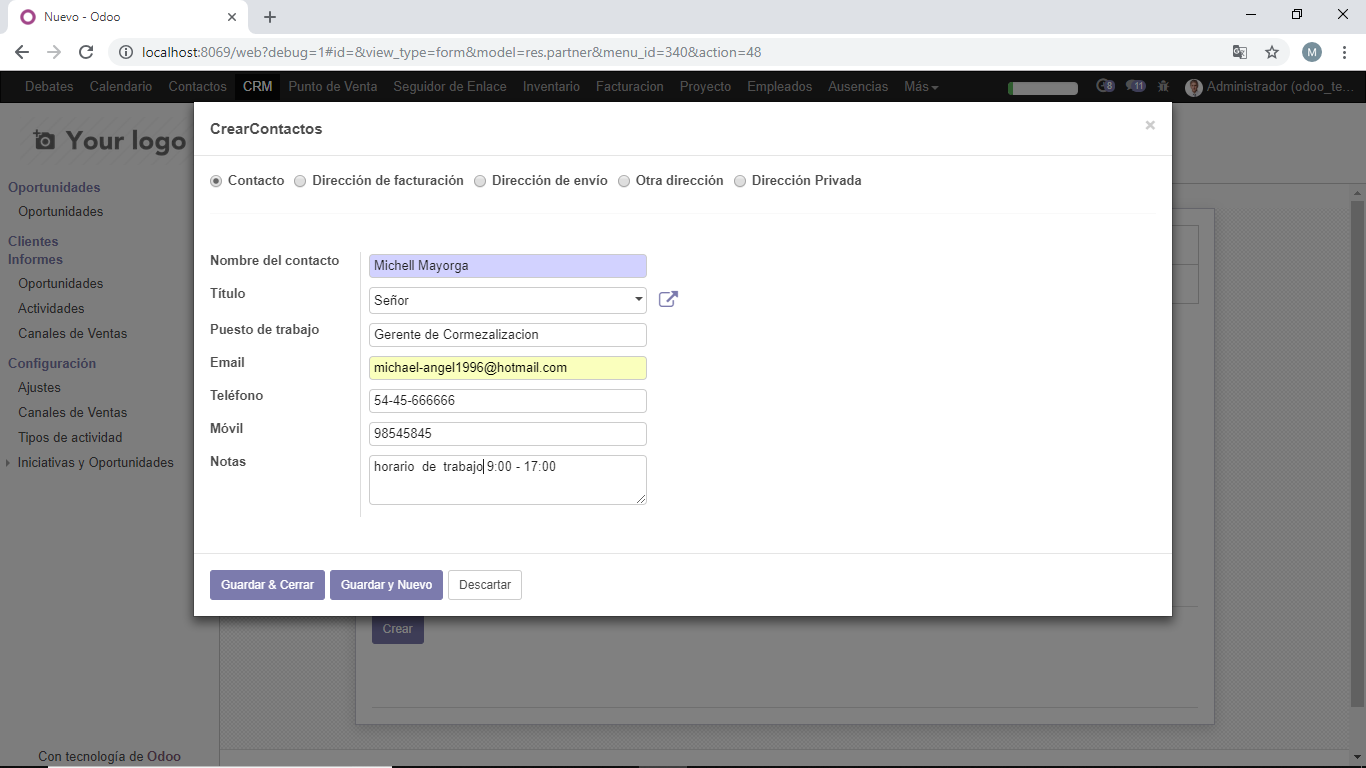 Nuevo - Odoo
localhost:8069/web?debug=1#id=&view_type=form&model=res.partner&menu_id=340&action=48
M
Debates Calendario Contactos CRM Punto de Venta Seguidor de Enlace Inventario Facturacion Proyecto Empleados Ausencias Más 8 11 Administrador (odoo_te...
Your logo
Oportunidades
Oportunidades
Clientes
Informes
Oportunidades
Actividades
Canales de Ventas
Configuración
Ajustes
Canales de Ventas
Tipos de actividad
Iniciativas y Oportunidades
Con tecnología de Odoo
CrearContactos ×
Contacto Dirección de facturación Dirección de envío Otra dirección Dirección Privada
Nombre del contacto Michell Mayorga
Título Señor
Puesto de trabajo Gerente de Cormezalizacion
Email michael-angel1996@hotmail.com
Teléfono 54-45-666666
Móvil 98545845
Notas horario de trabajo 9:00 - 17:00
Guardar & Cerrar Guardar y Nuevo Descartar
Crear